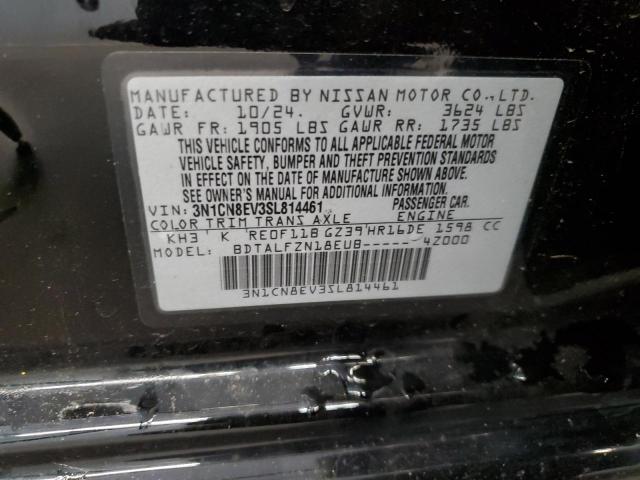 MANUFACTURED BY NISSAN MOTOR CO.,LTD.
DATE: 10/24. GVWR: 3624 LBS
GAWR FR: 1905 LBS GAWR RR: 1735 LBS
THIS VEHICLE CONFORMS TO ALL APPLICABLE FEDERAL MOTOR
VEHICLE SAFETY, BUMPER AND THEFT PREVENTION STANDARDS
IN EFFECT ON THE DATE OF MANUFACTURE SHOWN ABOVE.
SEE OWNER'S MANUAL FOR ADDITIONAL INFORMATION.
VIN: 3N1CN8EV3SL814461 PASSENGER CAR.
COLOR TRIM TRANS AXLE ENGINE
KH3 K RE0F11B GZ39 HR16DE 1598 CC
MODEL: BDTALFZN18EUB-----4Z000
3N1CN8EV3SL814461